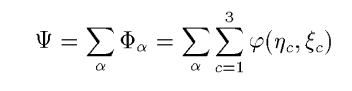 Ψ = ∑_α Φ_α = ∑_α ∑_{c=1}^{3} φ(η_c, ξ_c)